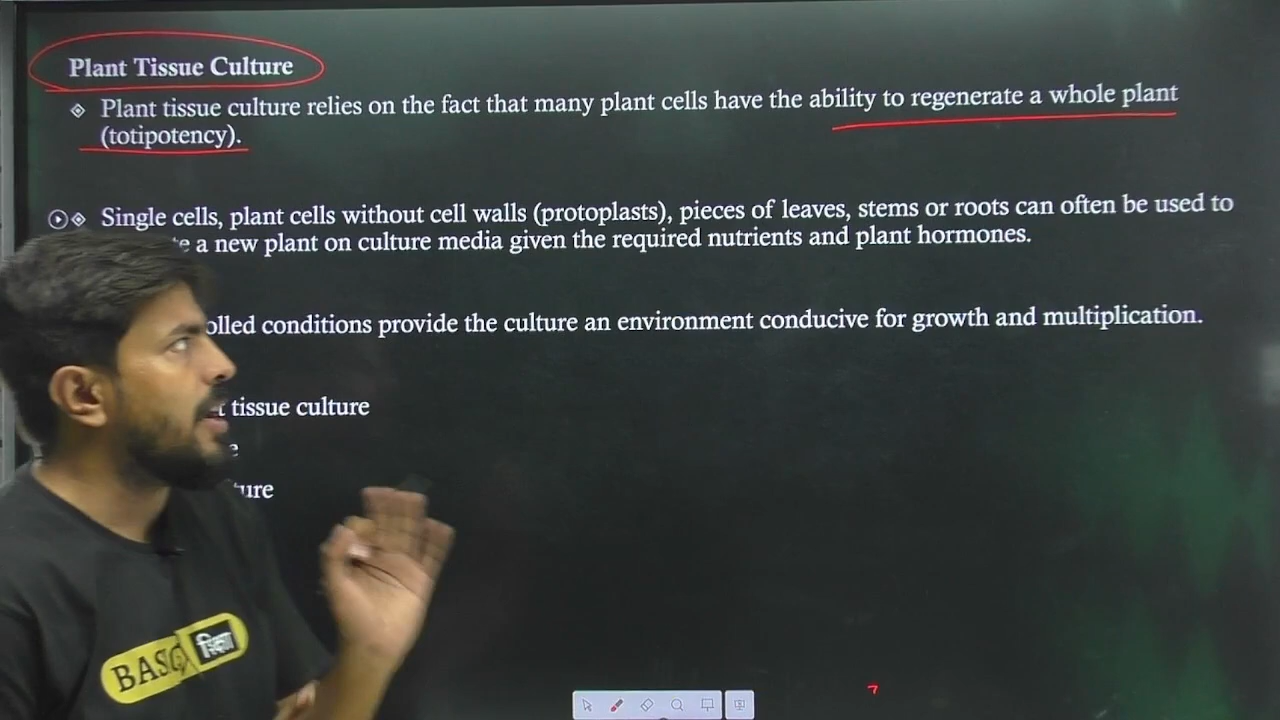 Plant Tissue Culture
Plant tissue culture relies on the fact that many plant cells have the ability to regenerate a whole plant
(totipotency).
Single cells, plant cells without cell walls (protoplasts), pieces of leaves, stems or roots can often be used to
a new plant on culture media given the required nutrients and plant hormones.
conditions provide the culture an environment conducive for growth and multiplication.
tissue culture
BASIC शिक्षा